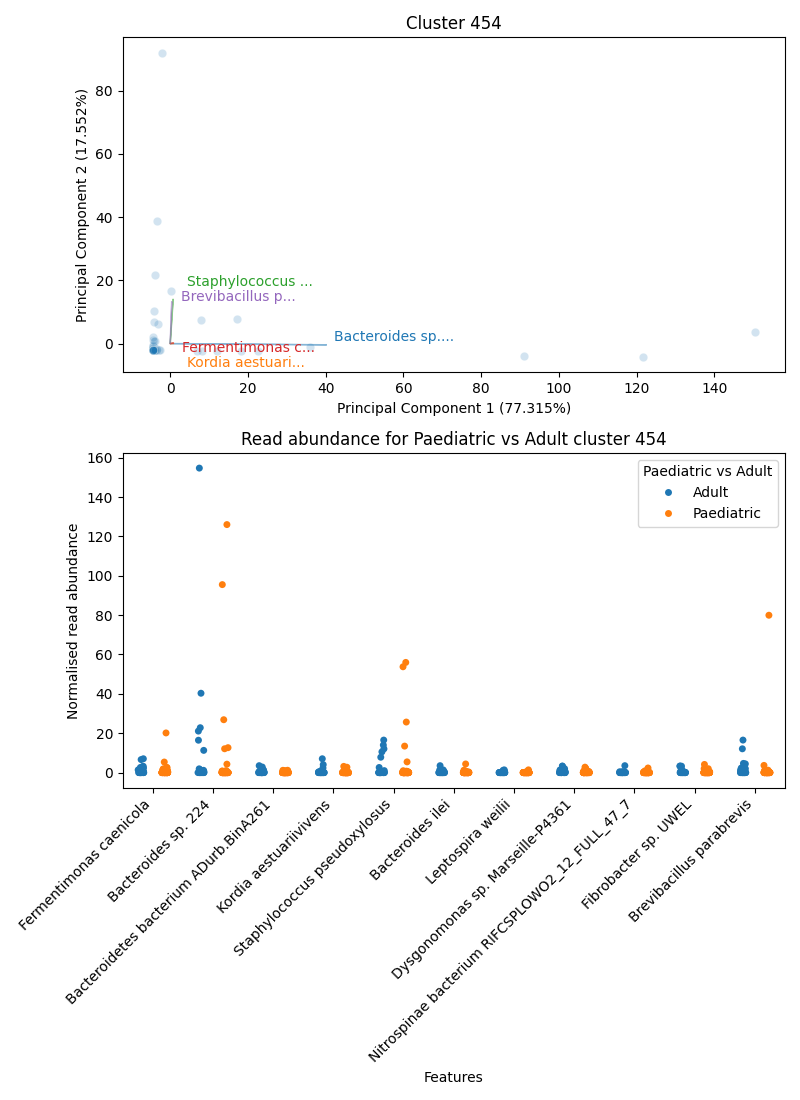 Cluster 454
Principal Component 2 (17.552%)
80
60
40
20
0
Staphylococcus ...
Brevibacillus p...
Bacteroides sp....
Fermentimonas c...
Kordia aestuari...
0 20 40 60 80 100 120 140
Principal Component 1 (77.315%)
Read abundance for Paediatric vs Adult cluster 454
Normalised read abundance
160
140
120
100
80
60
40
20
0
Paediatric vs Adult
Adult
Paediatric
Fermentimonas caenicola
Bacteroides sp. 224
Bacteroidetes bacterium ADurb.BinA261
Kordia aestuariivivens
Staphylococcus pseudoxylosus
Bacteroides ilei
Leptospira weilii
Dysgonomonas sp. Marseille-P4361
Nitrospinae bacterium RIFCSPLOWO2_12_FULL_47_7
Fibrobacter sp. UWEL
Brevibacillus parabrevis
Features